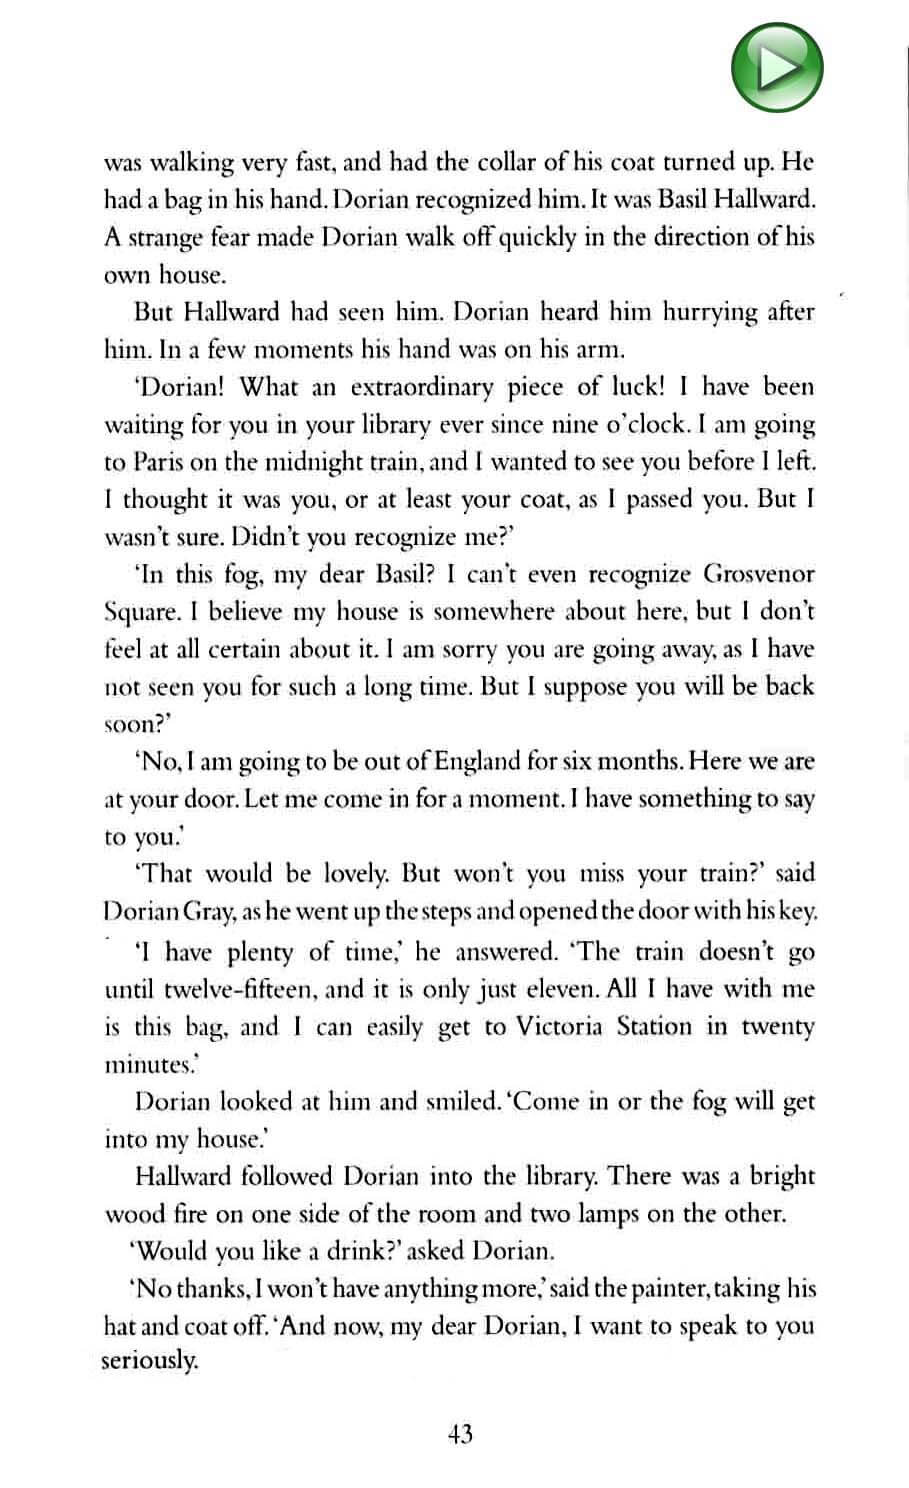 was walking very fast, and had the collar of his coat turned up. He
had a bag in his hand. Dorian recognized him. It was Basil Hallward.
A strange fear made Dorian walk off quickly in the direction of his
own house.
But Hallward had seen him. Dorian heard him hurrying after
him. In a few moments his hand was on his arm.
‘Dorian! What an extraordinary piece of luck! I have been
waiting for you in your library ever since nine o’clock. I am going
to Paris on the midnight train, and I wanted to see you before I left.
I thought it was you, or at least your coat, as I passed you. But I
wasn’t sure. Didn’t you recognize me?’
‘In this fog, my dear Basil? I can’t even recognize Grosvenor
Square. I believe my house is somewhere about here, but I don’t
feel at all certain about it. I am sorry you are going away, as I have
not seen you for such a long time. But I suppose you will be back
soon?’
‘No, I am going to be out of England for six months. Here we are
at your door. Let me come in for a moment. I have something to say
to you.’
‘That would be lovely. But won’t you miss your train?’ said
Dorian Gray, as he went up the steps and opened the door with his key.
‘I have plenty of time,’ he answered. ‘The train doesn’t go
until twelve-fifteen, and it is only just eleven. All I have with me
is this bag, and I can easily get to Victoria Station in twenty
minutes.’
Dorian looked at him and smiled. ‘Come in or the fog will get
into my house.’
Hallward followed Dorian into the library. There was a bright
wood fire on one side of the room and two lamps on the other.
‘Would you like a drink?’ asked Dorian.
‘No thanks, I won’t have anything more,’ said the painter, taking his
hat and coat off. ‘And now, my dear Dorian, I want to speak to you
seriously.
43